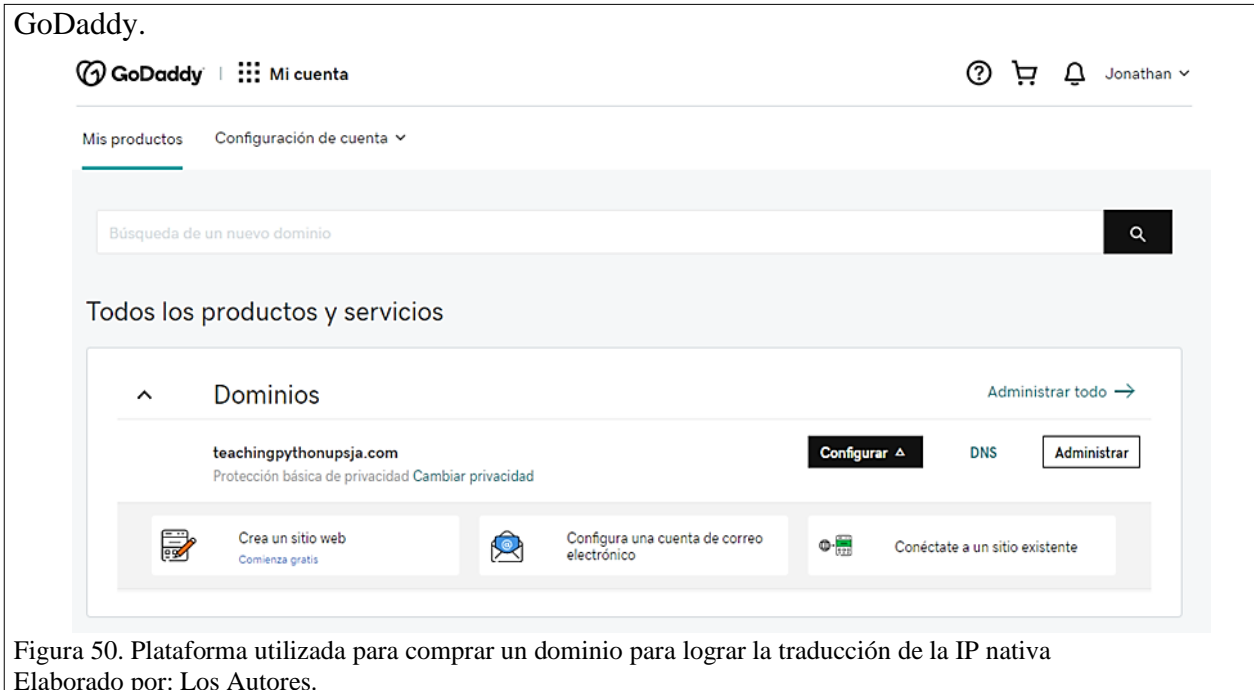 GoDaddy.
GoDaddy Mi cuenta Jonathan
Mis productos Configuración de cuenta
Búsqueda de un nuevo dominio
Todos los productos y servicios
Dominios Administrar todo →
teachingpythonupsja.com Configurar DNS Administrar
Protección básica de privacidad Cambiar privacidad
Crea un sitio web
Comienza gratis
Configura una cuenta de correo
electrónico
Conéctate a un sitio existente
Figura 50. Plataforma utilizada para comprar un dominio para lograr la traducción de la IP nativa
Elaborado por: Los Autores.